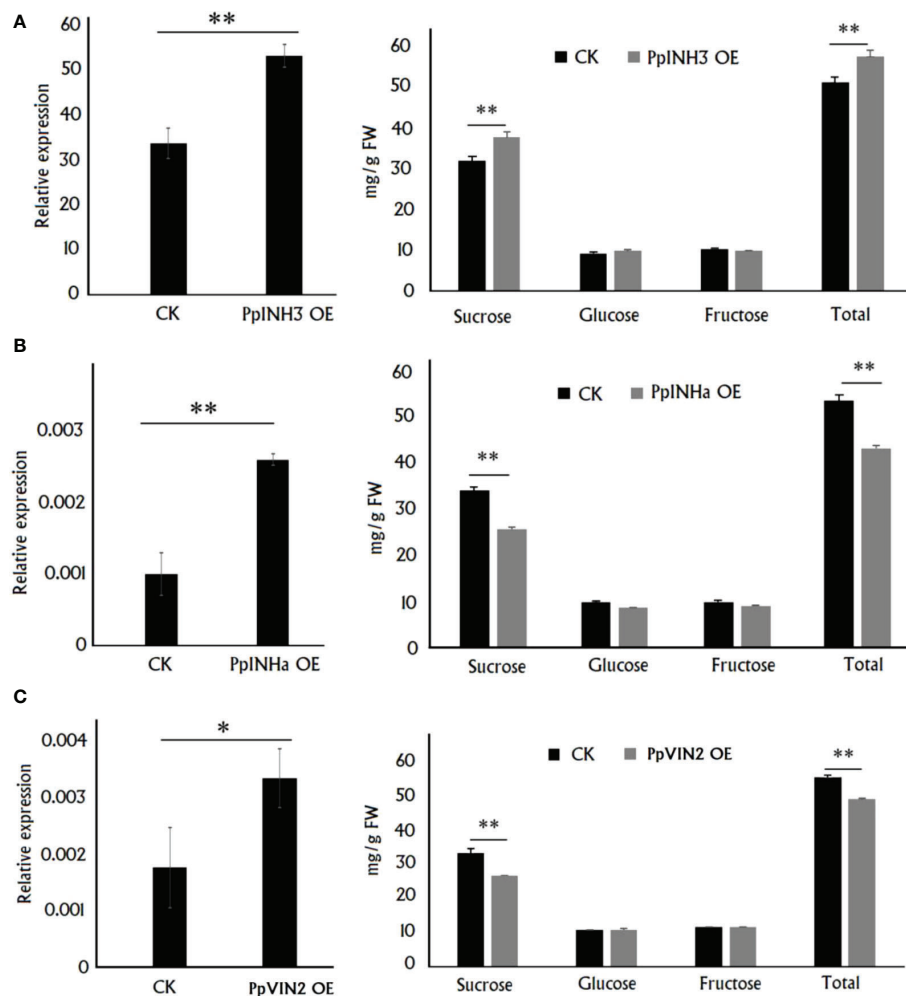 A
60
50
40
30
20
10
0
Relative expression
**
CK
PpINH3 OE
60
50
40
30
20
10
0
mg/g FW
CK
PpINH3 OE
**
**
Sucrose
Glucose
Fructose
Total
B
0.003
0.002
0.001
0
Relative expression
**
CK
PpINHa OE
60
50
40
30
20
10
0
mg/g FW
CK
PpINHa OE
**
**
Sucrose
Glucose
Fructose
Total
C
0.004
0.003
0.002
0.001
0
Relative expression
*
CK
PpVIN2 OE
60
50
40
30
20
10
0
mg/g FW
CK
PpVIN2 OE
**
**
Sucrose
Glucose
Fructose
Total